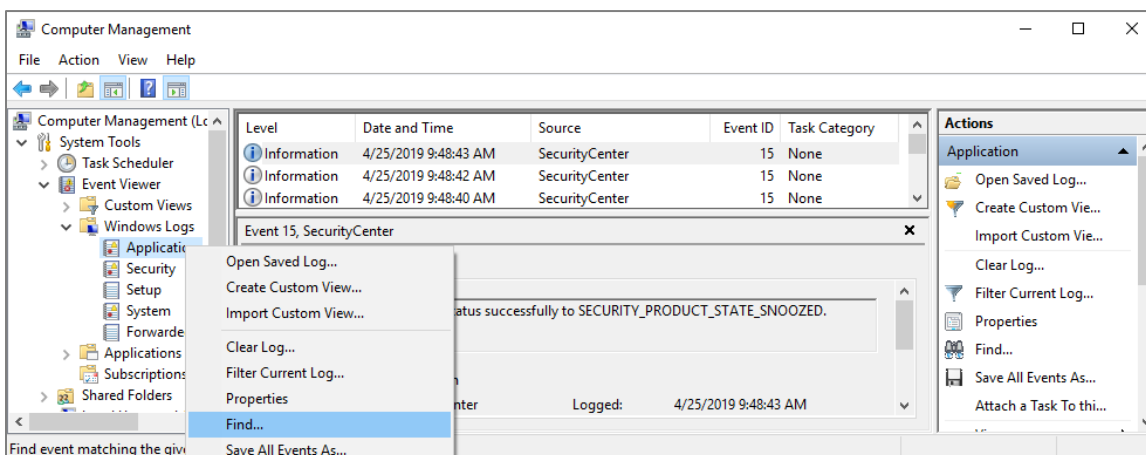 Computer Management
File Action View Help
Computer Management (Lc
System Tools
Task Scheduler
Event Viewer
Custom Views
Windows Logs
Applicatio
Security
Setup
System
Forwarde
Applications
Subscriptions
Shared Folders
Level Date and Time Source Event ID Task Category
Information 4/25/2019 9:48:43 AM SecurityCenter 15 None
Information 4/25/2019 9:48:42 AM SecurityCenter 15 None
Information 4/25/2019 9:48:40 AM SecurityCenter 15 None
Event 15, SecurityCenter
atus successfully to SECURITY_PRODUCT_STATE_SNOOZED.
nter Logged: 4/25/2019 9:48:43 AM
Open Saved Log...
Create Custom View...
Import Custom View...
Clear Log...
Filter Current Log...
Properties
Find...
Save All Events As...
Actions
Application
Open Saved Log...
Create Custom Vie...
Import Custom Vie...
Clear Log...
Filter Current Log...
Properties
Find...
Save All Events As...
Attach a Task To thi...
Find event matching the give